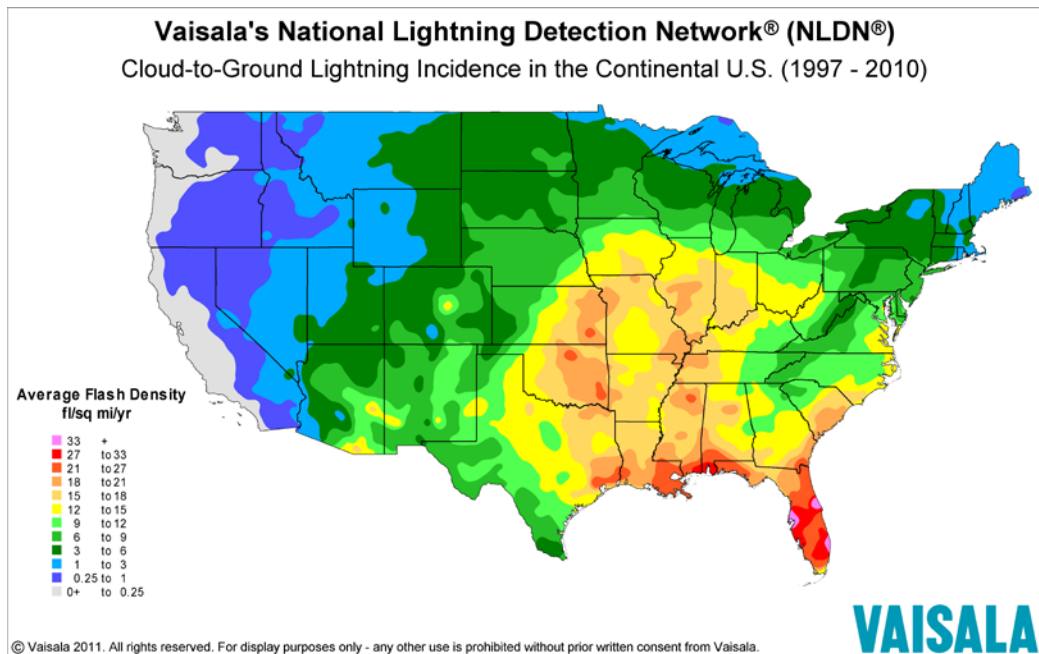 Vaisala's National Lightning Detection Network® (NLDN®)
Cloud-to-Ground Lightning Incidence in the Continental U.S. (1997 - 2010)
Average Flash Density
fl/sq mi/yr
33 +
27 to 33
21 to 27
18 to 21
15 to 18
12 to 15
9 to 12
6 to 9
3 to 6
1 to 3
0.25 to 1
0+ to 0.25
VAISALA
© Vaisala 2011. All rights reserved. For display purposes only - any other use is prohibited without prior written consent from Vaisala.